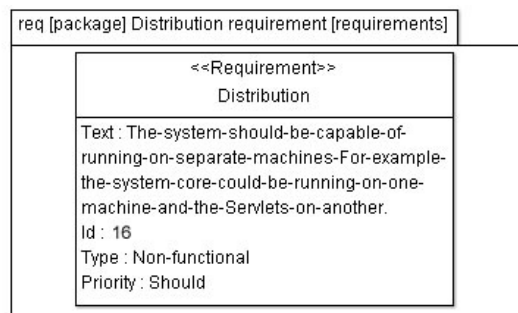 req [package] Distribution requirement [requirements]
<<Requirement>>
Distribution
Text : The-system-should-be-capable-of-
running-on-separate-machines-For-example-
the-system-core-could-be-running-on-one-
machine-and-the-Servlets-on-another.
Id : 16
Type : Non-functional
Priority : Should